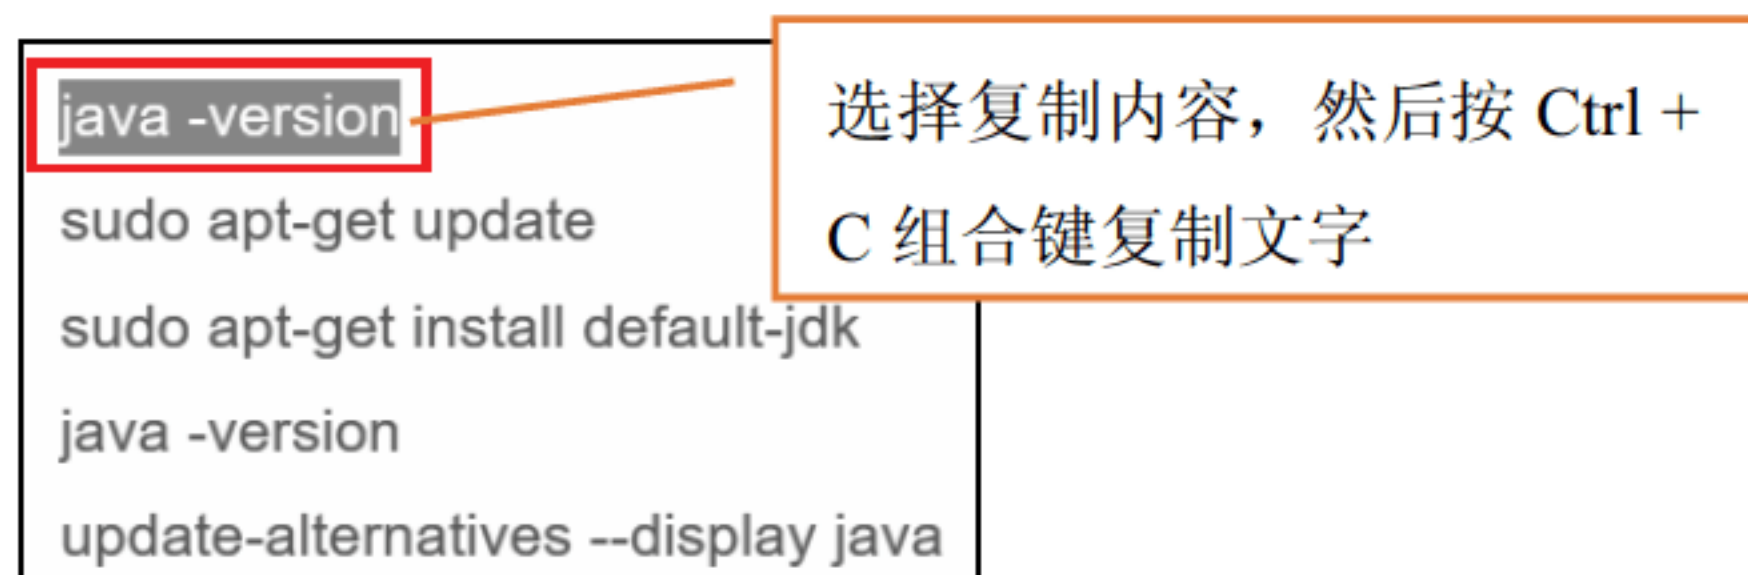 java -version
选择复制内容，然后按 Ctrl +
C 组合键复制文字
sudo apt-get update
sudo apt-get install default-jdk
java -version
update-alternatives --display java